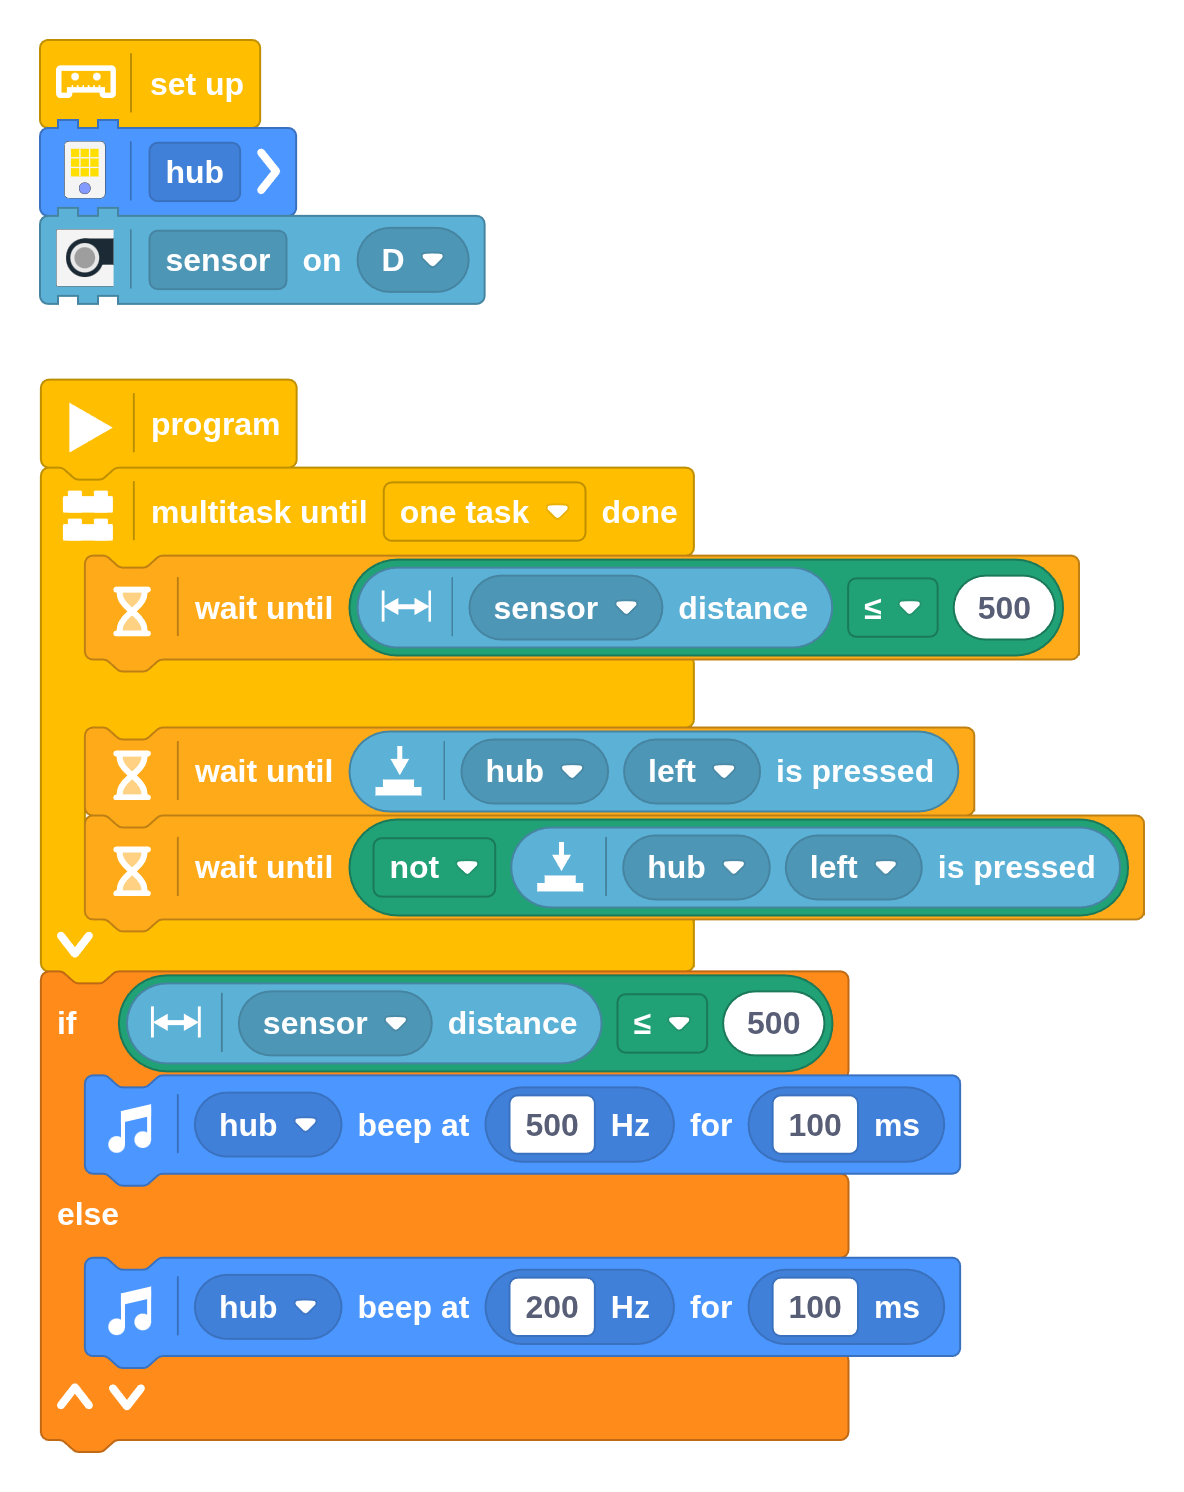 set up
hub
sensor on D
program
multitask until one task done
wait until sensor distance ≤ 500
wait until hub left is pressed
wait until not hub left is pressed
if sensor distance ≤ 500
hub beep at 500 Hz for 100 ms
else
hub beep at 200 Hz for 100 ms